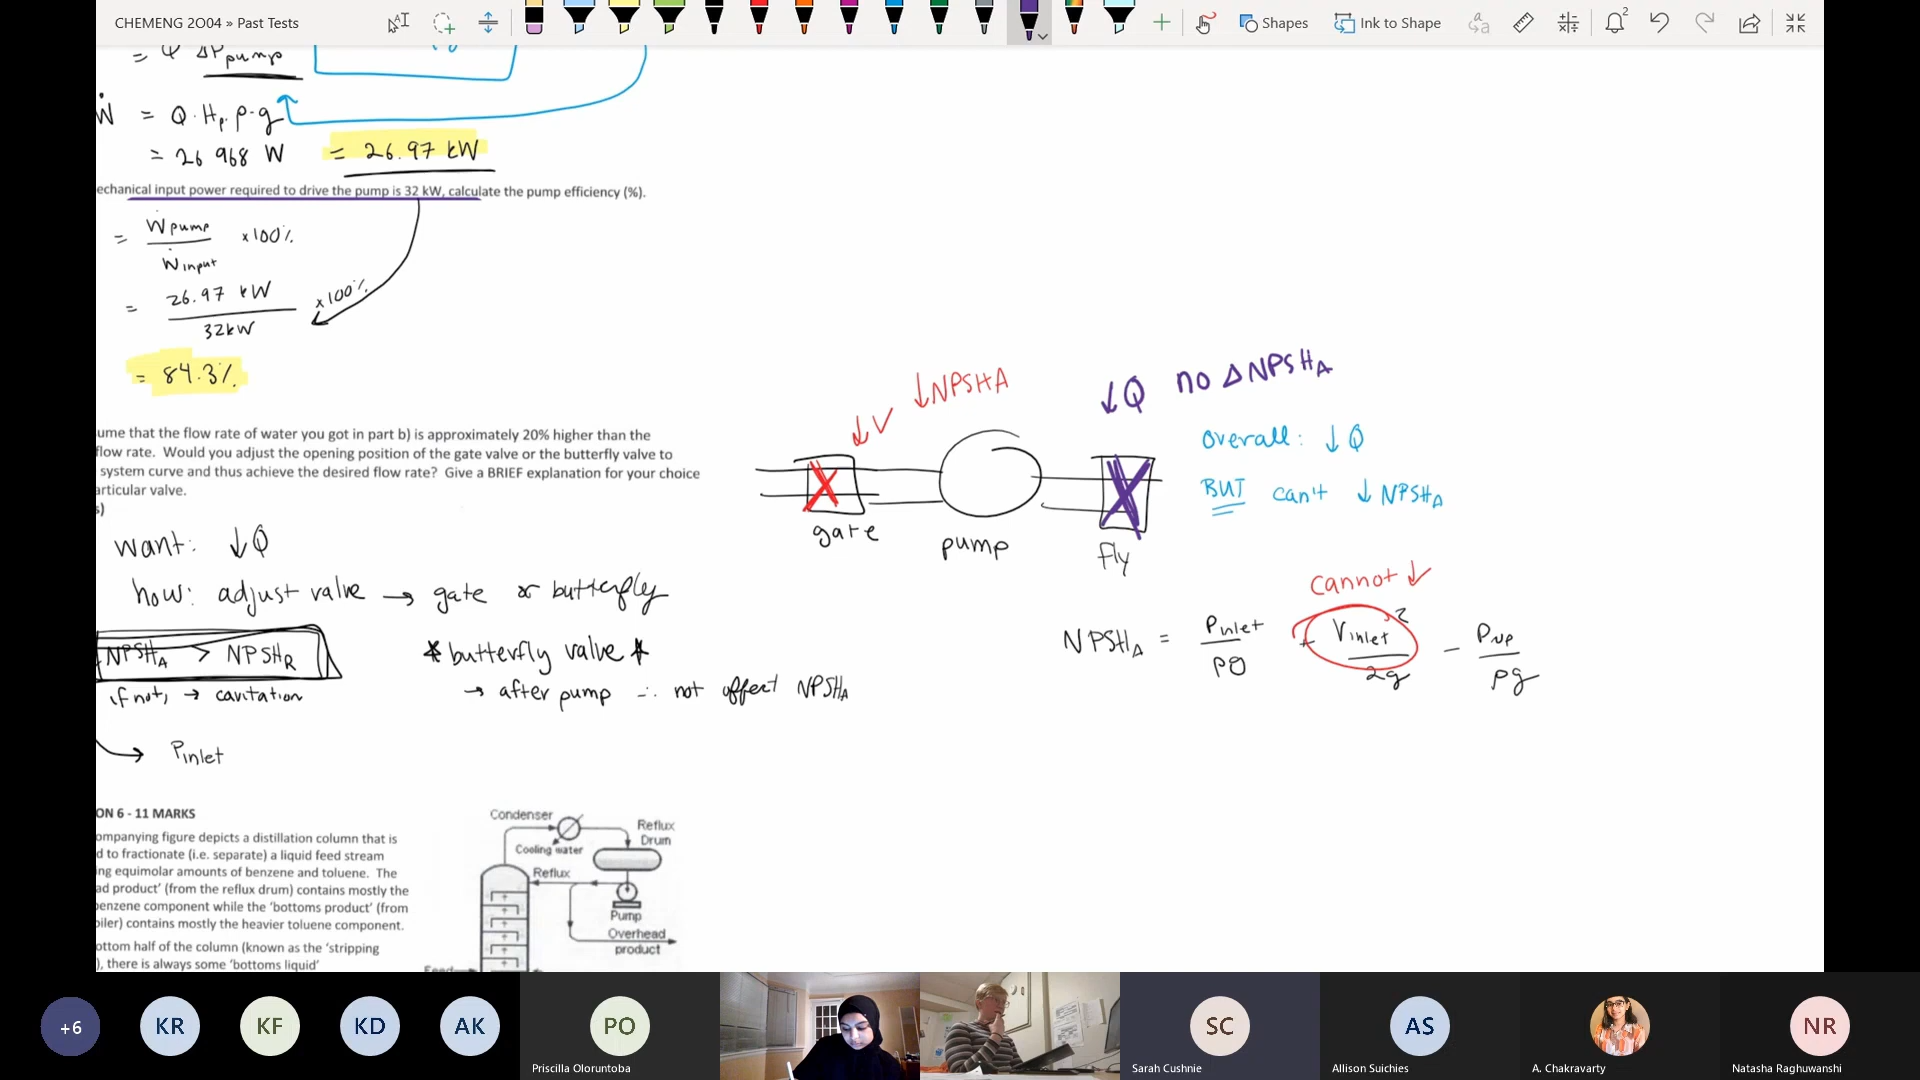 CHEMENG 2O04 » Past Tests
Shapes
Ink to Shape
2
= Q ΔPpump
Ẇ = Q·Hp·ρ·g
= 26 968 W = 26.97 kW
echanical input power required to drive the pump is 32 kW, calculate the pump efficiency (%).
= Ẇpump / Ẇinput ×100%
= 26.97 kW / 32kW ×100%
= 84.3%
ume that the flow rate of water you got in part b) is approximately 20% higher than the
flow rate. Would you adjust the opening position of the gate valve or the butterfly valve to
system curve and thus achieve the desired flow rate? Give a BRIEF explanation for your choice
articular valve.
s)
want: ↓Q
how: adjust valve → gate or butterfly
NPSHA > NPSHR
if not, → cavitation
→ Pinlet
* butterfly valve *
→ after pump ∴ not affect NPSHA
↓V
↓NPSHA
↓Q no Δ NPSHA
gate
pump
fly
Overall: ↓Q
BUT can't ↓ NPSHA
cannot ↓
NPSHA = Pinlet / ρg + Vinlet² / 2g − Pvp / ρg
ON 6 - 11 MARKS
ompanying figure depicts a distillation column that is
d to fractionate (i.e. separate) a liquid feed stream
ng equimolar amounts of benzene and toluene. The
ad product' (from the reflux drum) contains mostly the
benzene component while the 'bottoms product' (from
oiler) contains mostly the heavier toluene component.
ottom half of the column (known as the 'stripping
), there is always some 'bottoms liquid'
Condenser
Cooling water
Reflux
Drum
Reflux
Pump
Overhead
product
Feed
+6
KR
KF
KD
AK
PO
Priscilla Oloruntoba
SC
Sarah Cushnie
AS
Allison Suichies
A. Chakravarty
NR
Natasha Raghuwanshi